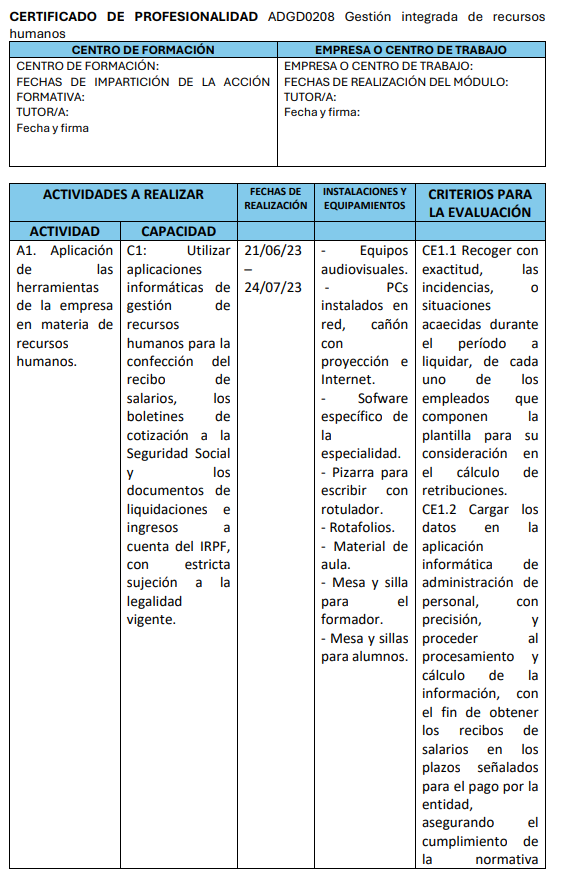 CERTIFICADO DE PROFESIONALIDAD ADGD0208 Gestión integrada de recursos
humanos
CENTRO DE FORMACIÓN
CENTRO DE FORMACIÓN:
FECHAS DE IMPARTICIÓN DE LA ACCIÓN
FORMATIVA:
TUTOR/A:
Fecha y firma
EMPRESA O CENTRO DE TRABAJO
EMPRESA O CENTRO DE TRABAJO:
FECHAS DE REALIZACIÓN DEL MÓDULO:
TUTOR/A:
Fecha y firma:
ACTIVIDADES A REALIZAR
FECHAS DE
REALIZACIÓN
INSTALACIONES Y
EQUIPAMIENTOS
CRITERIOS PARA
LA EVALUACIÓN
ACTIVIDAD
CAPACIDAD
A1. Aplicación
de las
herramientas
de la empresa
en materia de
recursos
humanos.
C1: Utilizar
aplicaciones
informáticas de
gestión de
recursos
humanos para la
confección del
recibo de
salarios, los
boletines de
cotización a la
Seguridad Social
y los
documentos de
liquidaciones e
ingresos a
cuenta del IRPF,
con estricta
sujeción a la
legalidad
vigente.
21/06/23
–
24/07/23
- Equipos
audiovisuales.
- PCs
instalados en
red, cañón
con
proyección e
Internet.
- Sofware
específico de
la
especialidad.
- Pizarra para
escribir con
rotulador.
- Rotafolios.
- Material de
aula.
- Mesa y silla
para el
formador.
- Mesa y sillas
para alumnos.
CE1.1 Recoger con
exactitud, las
incidencias, o
situaciones
acaecidas durante
el período a
liquidar, de cada
uno de los
empleados que
componen la
plantilla para su
consideración en
el cálculo de
retribuciones.
CE1.2 Cargar los
datos en la
aplicación
informática de
administración de
personal, con
precisión, y
proceder al
procesamiento y
cálculo de la
información, con
el fin de obtener
los recibos de
salarios en los
plazos señalados
para el pago por la
entidad,
asegurando el
cumplimiento de
la normativa